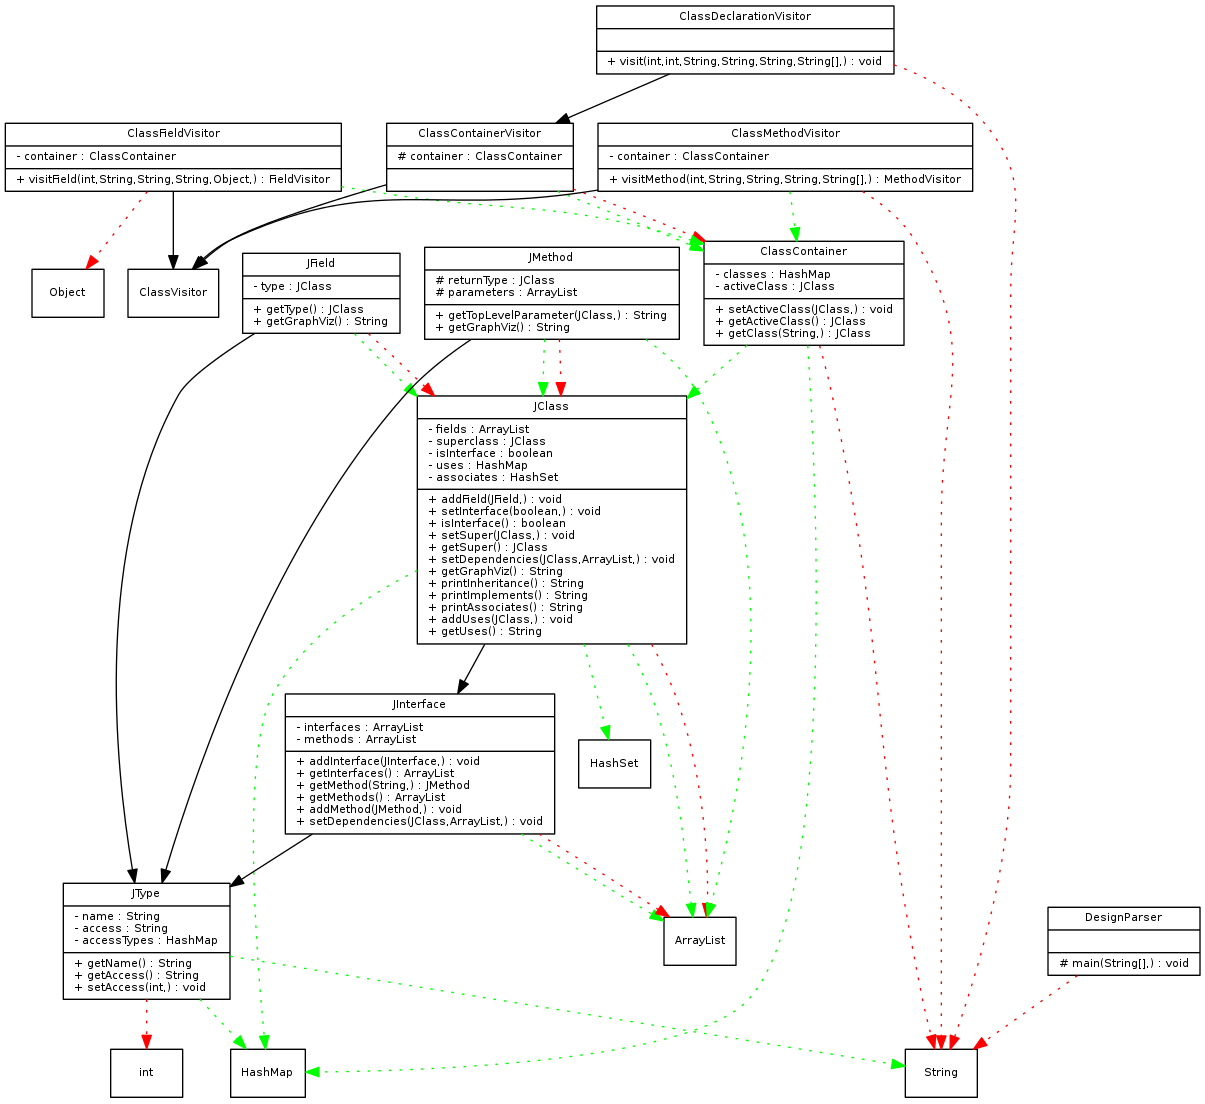 ClassDeclarationVisitor
+ visit(int,int,String,String,String,String[],) : void
ClassFieldVisitor
- container : ClassContainer
+ visitField(int,String,String,String,Object,) : FieldVisitor
ClassContainerVisitor
# container : ClassContainer
ClassMethodVisitor
- container : ClassContainer
+ visitMethod(int,String,String,String,String[],) : MethodVisitor
Object
ClassVisitor
JField
- type : JClass
+ getType() : JClass
+ getGraphViz() : String
JMethod
# returnType : JClass
# parameters : ArrayList
+ getTopLevelParameter(JClass,) : String
+ getGraphViz() : String
ClassContainer
- classes : HashMap
- activeClass : JClass
+ setActiveClass(JClass,) : void
+ getActiveClass() : JClass
+ getClass(String,) : JClass
JClass
- fields : ArrayList
- superclass : JClass
- isInterface : boolean
- uses : HashMap
- associates : HashSet
+ addField(JField,) : void
+ setInterface(boolean,) : void
+ isInterface() : boolean
+ setSuper(JClass,) : void
+ getSuper() : JClass
+ setDependencies(JClass,ArrayList,) : void
+ getGraphViz() : String
+ printInheritance() : String
+ printImplements() : String
+ printAssociates() : String
+ addUses(JClass,) : void
+ getUses() : String
JInterface
- interfaces : ArrayList
- methods : ArrayList
+ addInterface(JInterface,) : void
+ getInterfaces() : ArrayList
+ getMethod(String,) : JMethod
+ getMethods() : ArrayList
+ addMethod(JMethod,) : void
+ setDependencies(JClass,ArrayList,) : void
HashSet
JType
- name : String
- access : String
- accessTypes : HashMap
+ getName() : String
+ getAccess() : String
+ setAccess(int,) : void
ArrayList
DesignParser
# main(String[],) : void
int
HashMap
String